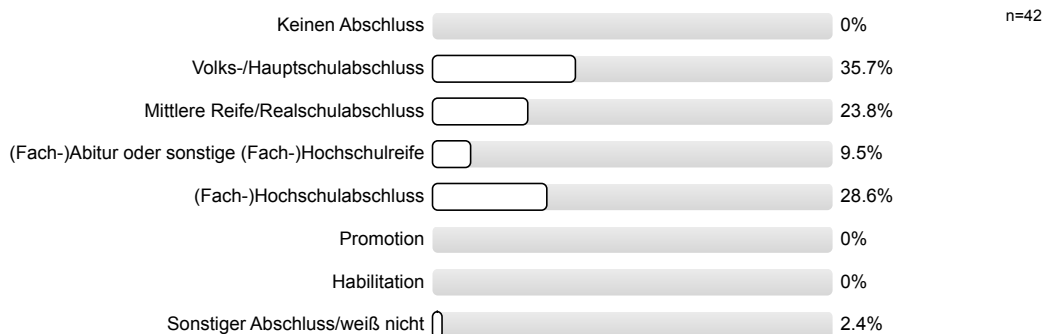 Keinen Abschluss 0% n=42
Volks-/Hauptschulabschluss 35.7%
Mittlere Reife/Realschulabschluss 23.8%
(Fach-)Abitur oder sonstige (Fach-)Hochschulreife 9.5%
(Fach-)Hochschulabschluss 28.6%
Promotion 0%
Habilitation 0%
Sonstiger Abschluss/weiß nicht 2.4%